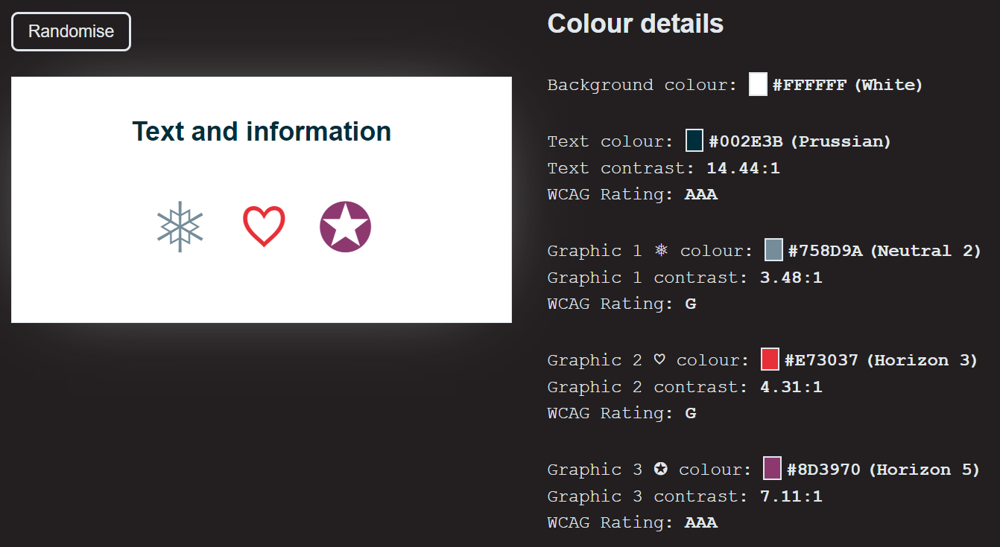 Randomise
Text and information
Colour details
Background colour: #FFFFFF (White)
Text colour: #002E3B (Prussian)
Text contrast: 14.44:1
WCAG Rating: AAA
Graphic 1 ❅ colour: #758D9A (Neutral 2)
Graphic 1 contrast: 3.48:1
WCAG Rating: G
Graphic 2 ♡ colour: #E73037 (Horizon 3)
Graphic 2 contrast: 4.31:1
WCAG Rating: G
Graphic 3 ✪ colour: #8D3970 (Horizon 5)
Graphic 3 contrast: 7.11:1
WCAG Rating: AAA